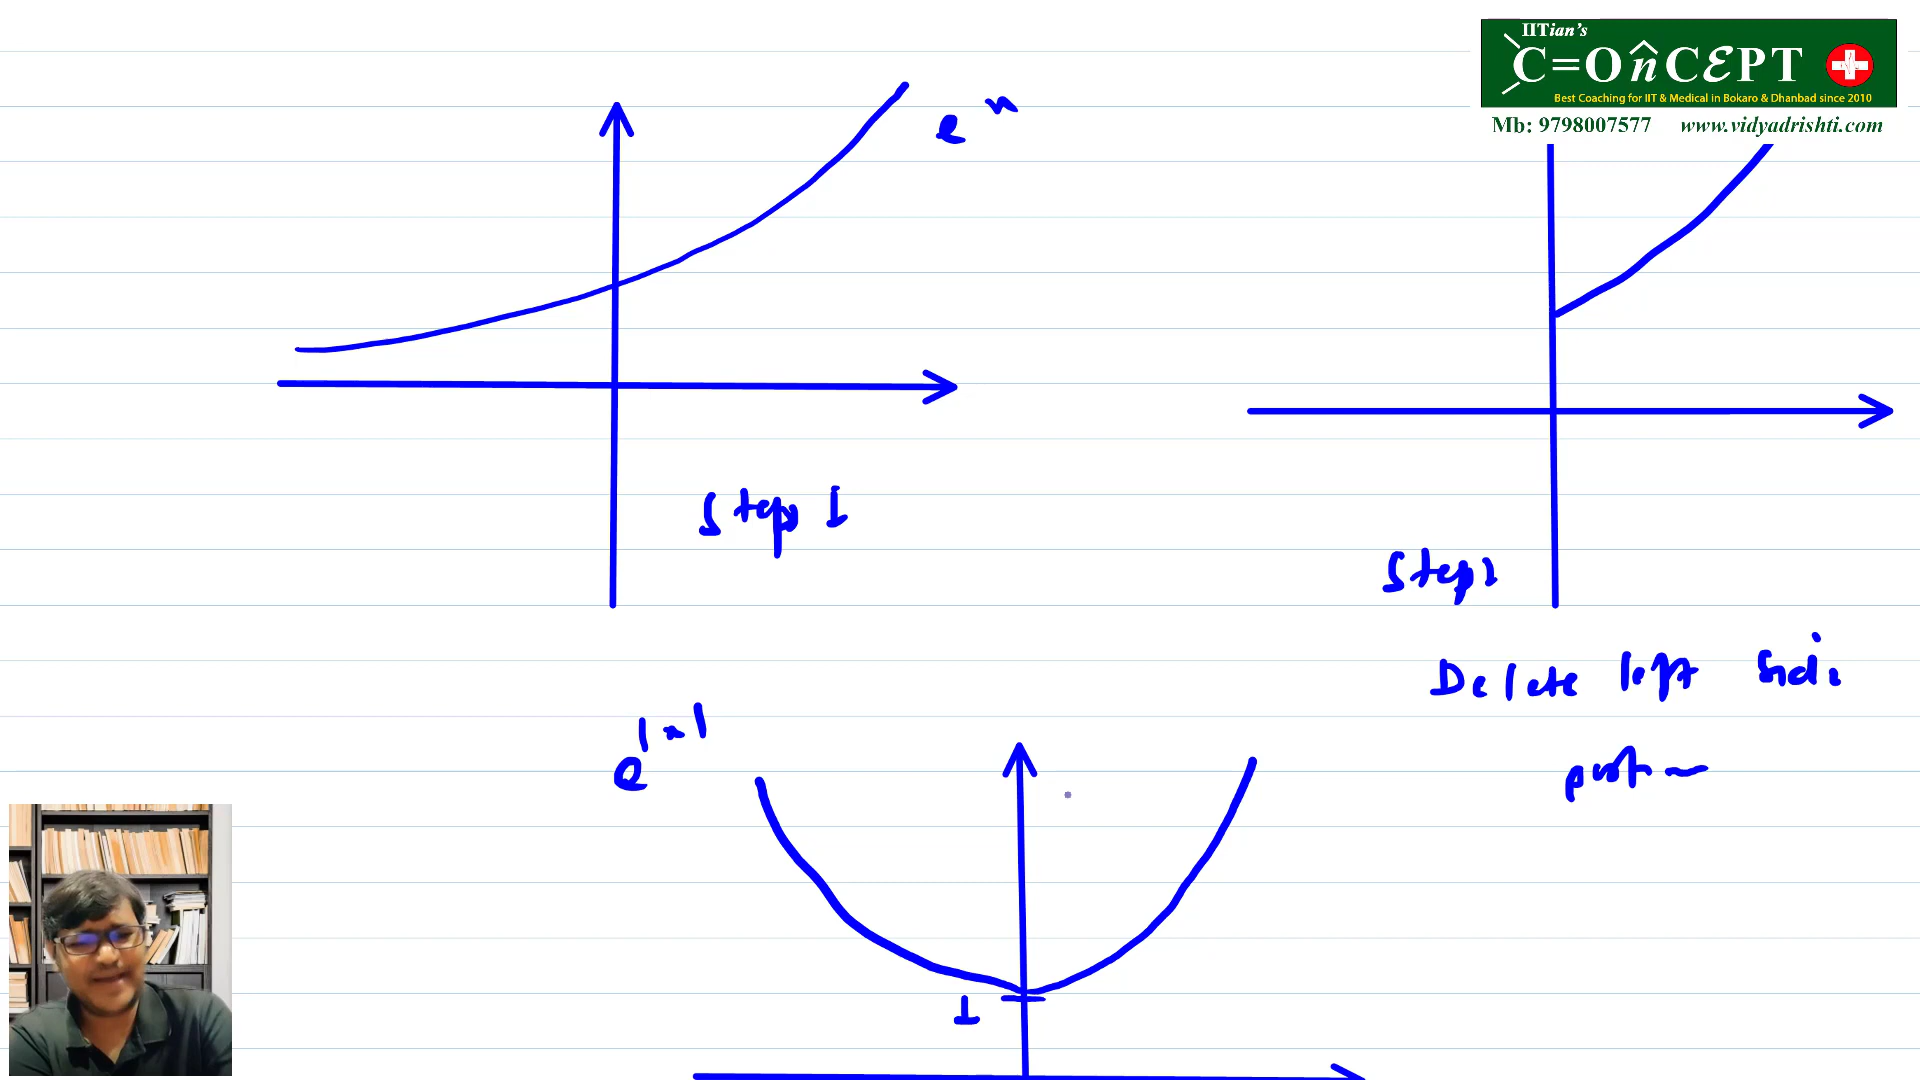 IITian's
C=OnCEPT
Best Coaching for IIT & Medical in Bokaro & Dhanbad since 2010
Mb: 9798007577 www.vidyadrishti.com
e^x
Step 1
Step 2
Delete left side
part
e^|x|
1